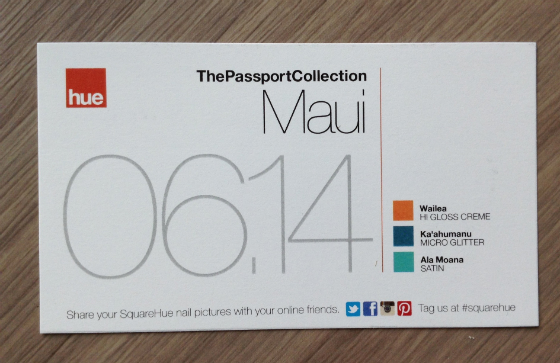 hue
ThePassportCollection
Maui
06.14
Wailea
HI GLOSS CREME
Ka'ahumanu
MICRO GLITTER
Ala Moana
SATIN
Share your SquareHue nail pictures with your online friends. Tag us at #squarehue